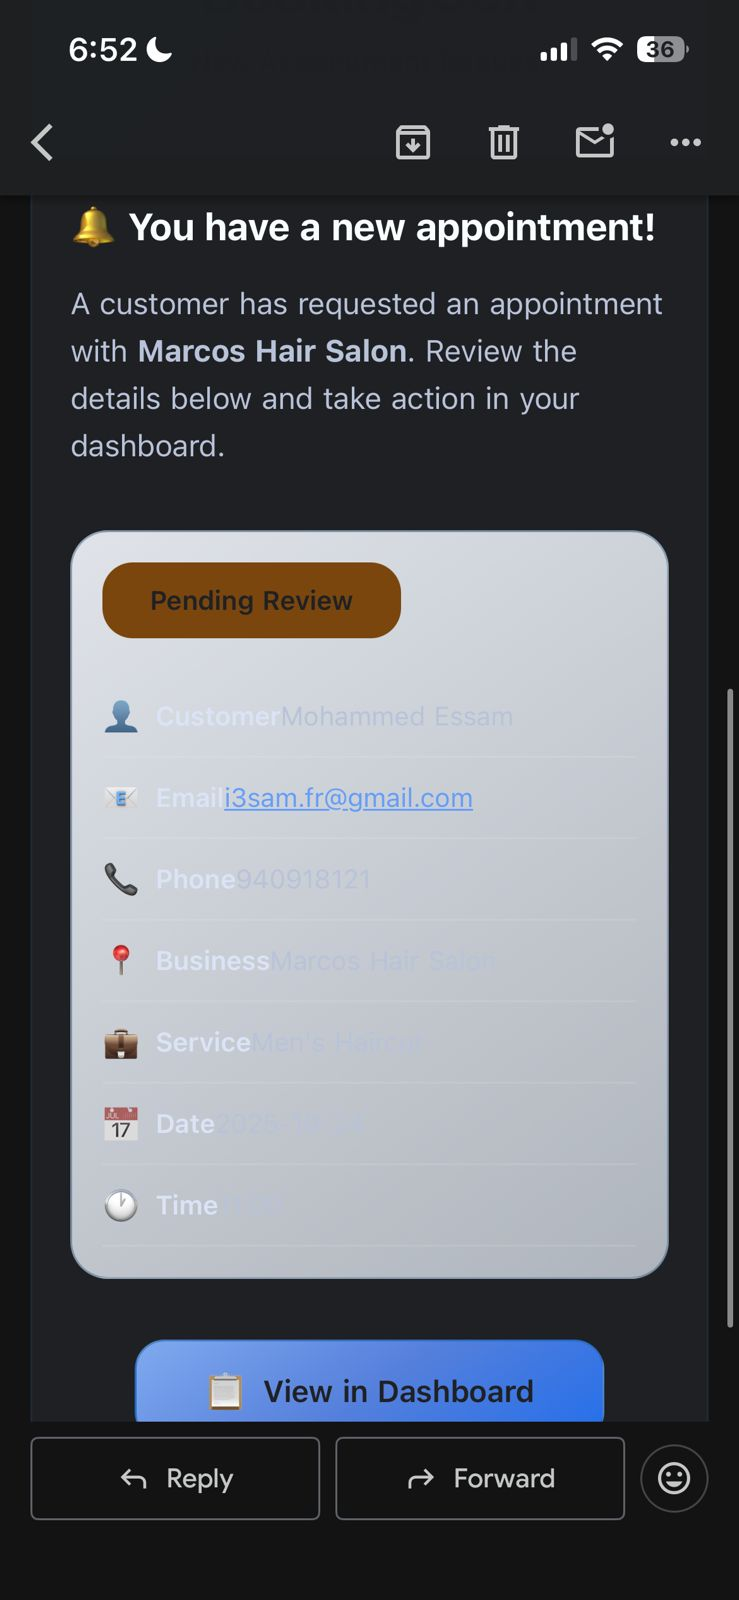 6:52
36
You have a new appointment!
A customer has requested an appointment
with Marcos Hair Salon. Review the
details below and take action in your
dashboard.
Pending Review
Customer Mohammed Essam
Email i3sam.fr@gmail.com
Phone 940918121
Business Marcos Hair Salon
Service Men's Haircut
JUL
17
Date
Time
View in Dashboard
Reply
Forward